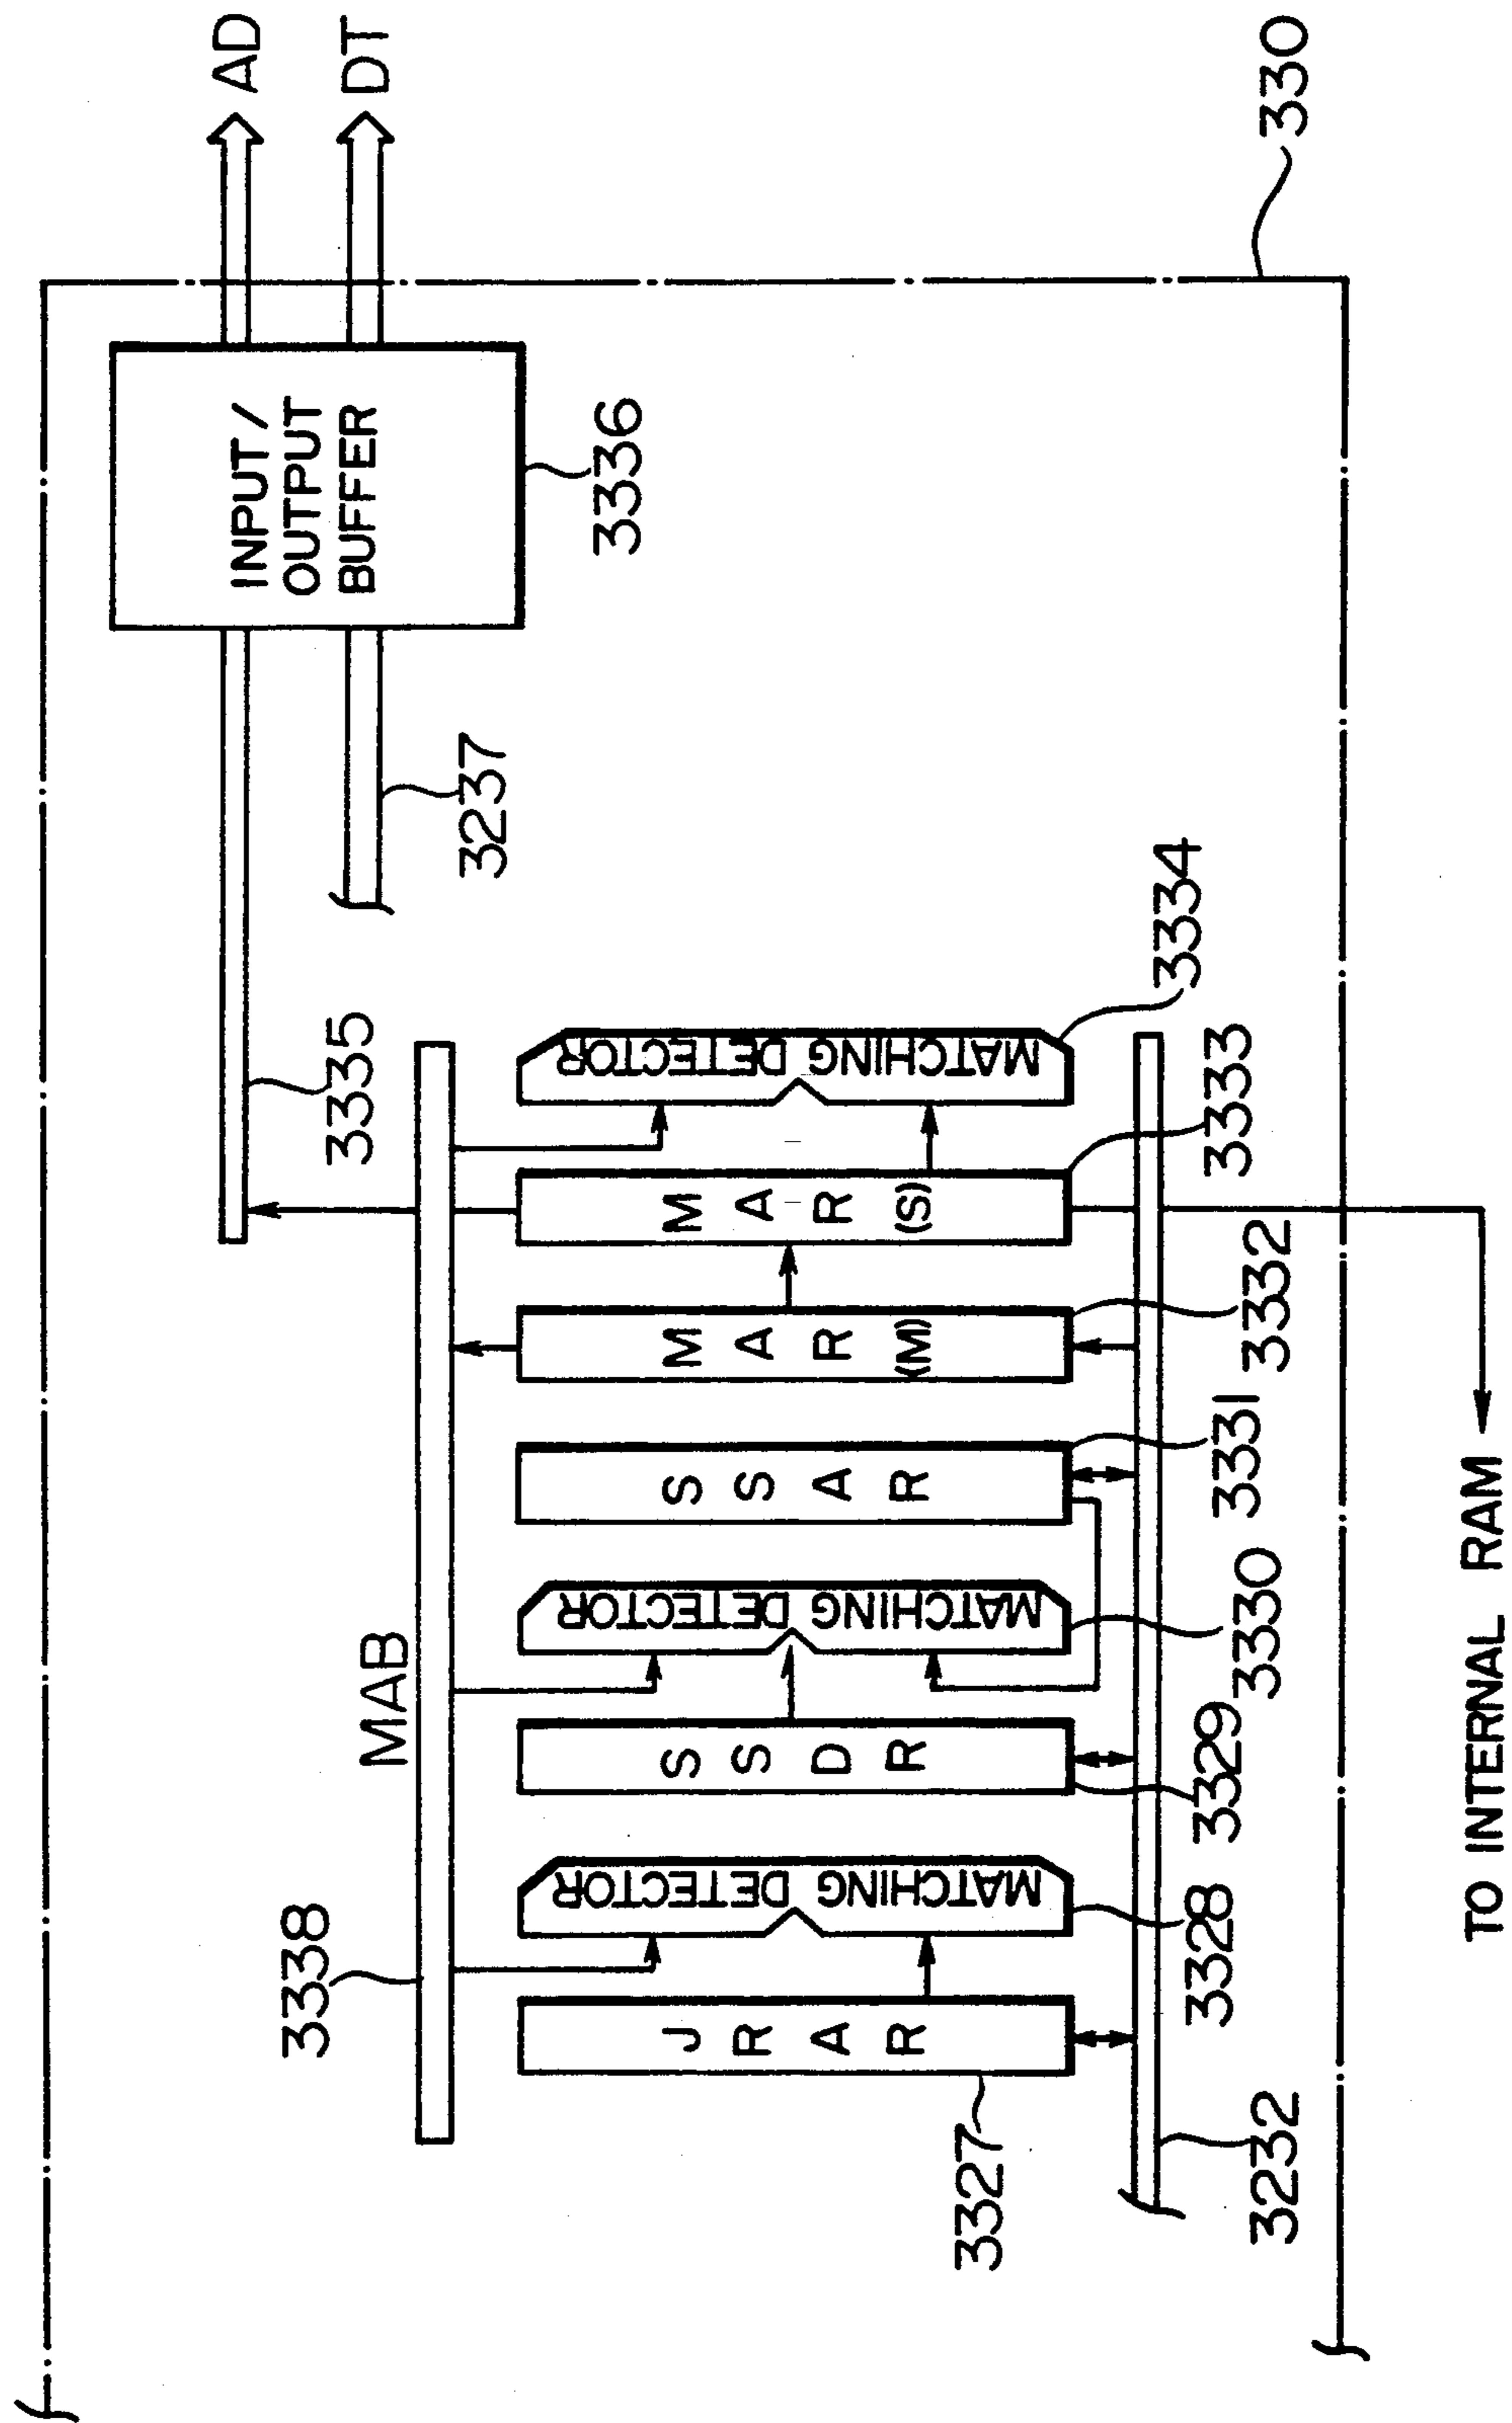 AD
DT
330
INPUT /
OUTPUT
BUFFER
3336
3237
3335
MAB
3338
JRAR
3327
MATCHING DETECTOR
3328
SSDR
3329
MATCHING DETECTOR
3330
SSAR
3331
MAR(M)
3332
MAR(S)
3333
MATCHING DETECTOR
3334
3232
TO INTERNAL RAM